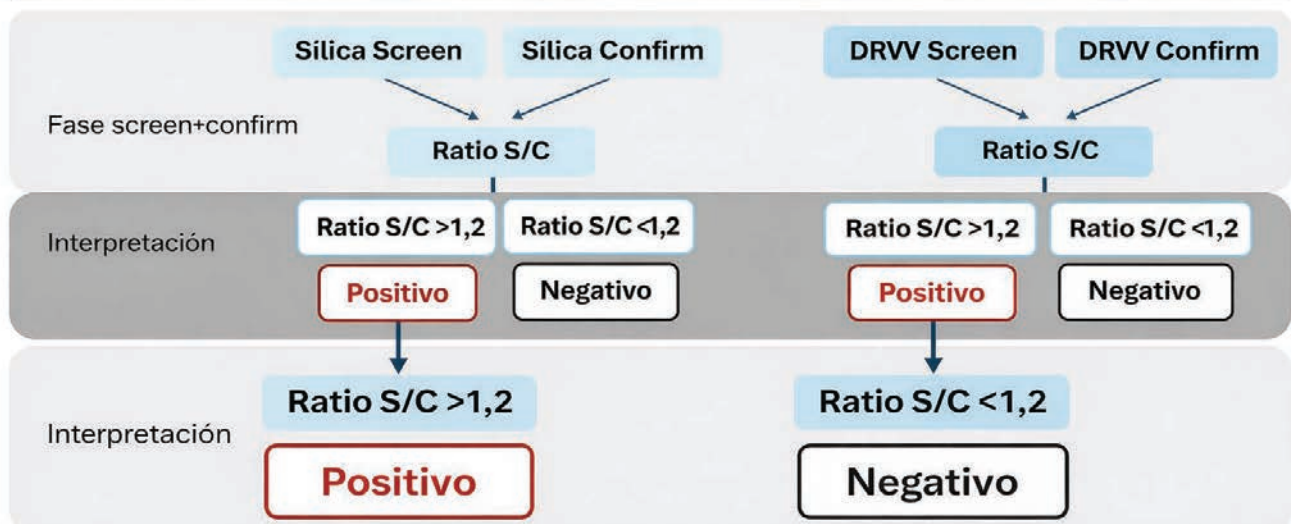 Sílica Screen
Sílica Confirm
DRVV Screen
DRVV Confirm
Fase screen+confirm
Ratio S/C
Ratio S/C
Interpretación
Ratio S/C >1,2
Ratio S/C <1,2
Ratio S/C >1,2
Ratio S/C <1,2
Positivo
Negativo
Positivo
Negativo
Interpretación
Ratio S/C >1,2
Ratio S/C <1,2
Positivo
Negativo